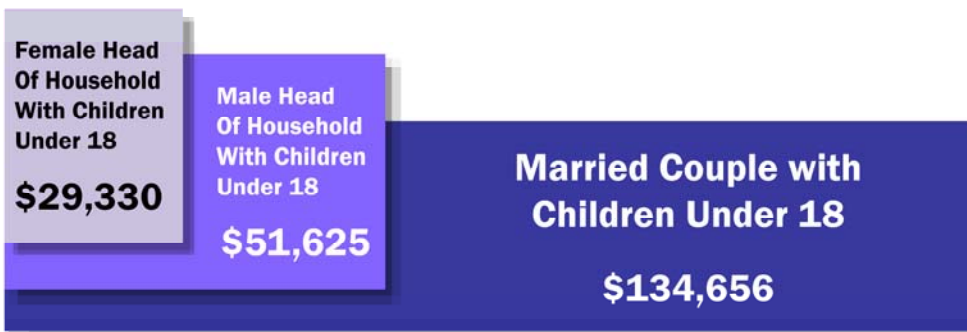 Female Head
Of Household
With Children
Under 18
$29,330
Male Head
Of Household
With Children
Under 18
$51,625
Married Couple with
Children Under 18
$134,656